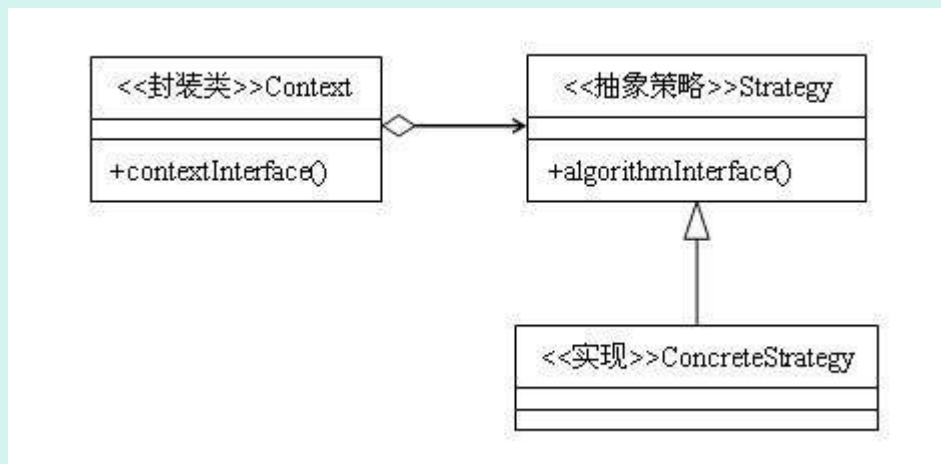 <<封装类>>Context
+contextInterface()
<<抽象策略>>Strategy
+algorithmInterface()
<<实现>>ConcreteStrategy